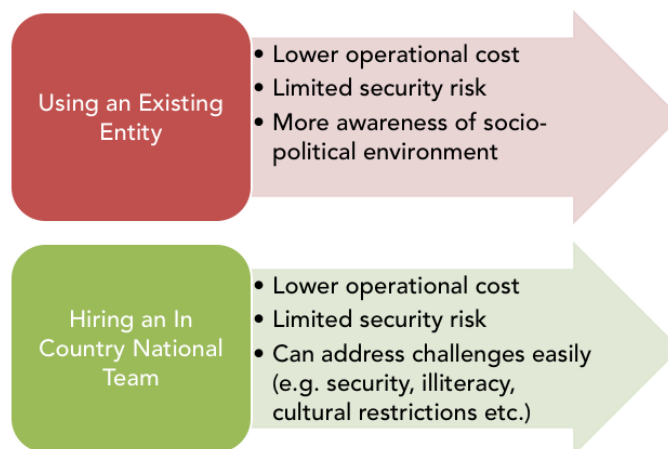 Using an Existing
Entity
• Lower operational cost
• Limited security risk
• More awareness of socio-
political environment
Hiring an In
Country National
Team
• Lower operational cost
• Limited security risk
• Can address challenges easily
(e.g. security, illiteracy,
cultural restrictions etc.)